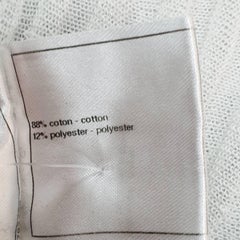 88% coton - cotton
12% polyester - polyester